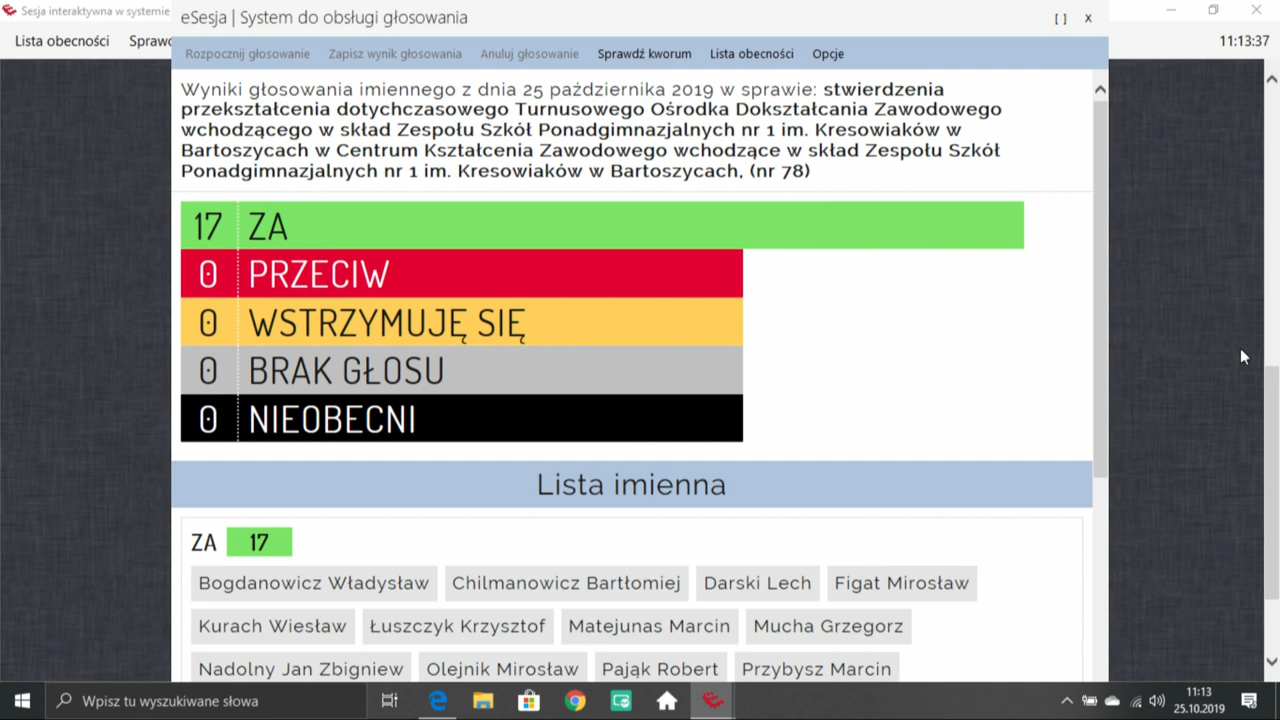 Sesja interaktywna w systemie
eSesja | System do obsługi głosowania
[ ] x
Lista obecności
Rozpocznij głosowanie Zapisz wynik głosowania Anuluj głosowanie Sprawdź kworum Lista obecności Opcje
11:13:37
Wyniki głosowania imiennego z dnia 25 października 2019 w sprawie: stwierdzenia
przekształcenia dotychczasowego Turnusowego Ośrodka Dokształcania Zawodowego
wchodzącego w skład Zespołu Szkół Ponadgimnazjalnych nr 1 im. Kresowiaków w
Bartoszycach w Centrum Kształcenia Zawodowego wchodzące w skład Zespołu Szkół
Ponadgimnazjalnych nr 1 im. Kresowiaków w Bartoszycach, (nr 78)
17 ZA
0 PRZECIW
0 WSTRZYMUJĘ SIĘ
0 BRAK GŁOSU
0 NIEOBECNI
Lista imienna
ZA 17
Bogdanowicz Władysław Chilmanowicz Bartłomiej Darski Lech Figat Mirosław
Kurach Wiesław Łuszczyk Krzysztof Matejunas Marcin Mucha Grzegorz
Nadolny Jan Zbigniew Olejnik Mirosław Pająk Robert Przybysz Marcin
Wpisz tu wyszukiwane słowa
11:13
25.10.2019